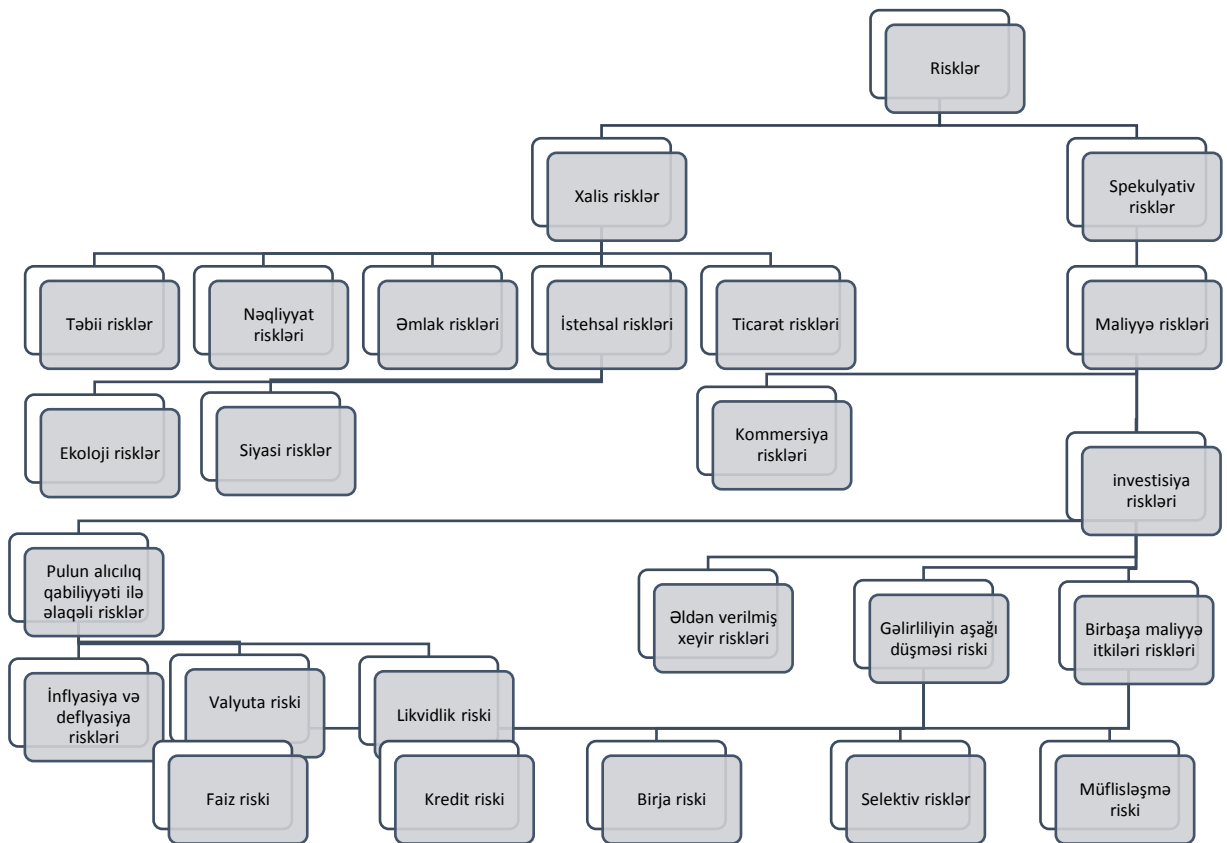 Risklər
Xalis risklər
Spekulyativ
risklər
Təbii risklər
Nəqliyyat
riskləri
Əmlak riskləri
İstehsal riskləri
Ticarət riskləri
Maliyyə riskləri
Ekoloji risklər
Siyasi risklər
Kommersiya
riskləri
investisiya
riskləri
Pulun alıcılıq
qabiliyyəti ilə
əlaqəli risklər
Əldən verilmiş
xeyir riskləri
Gəlirliliyin aşağı
düşməsi riski
Birbaşa maliyyə
itkiləri riskləri
İnflyasiya və
deflyasiya
riskləri
Valyuta riski
Likvidlik riski
Faiz riski
Kredit riski
Birja riski
Selektiv risklər
Müflisləşmə
riski